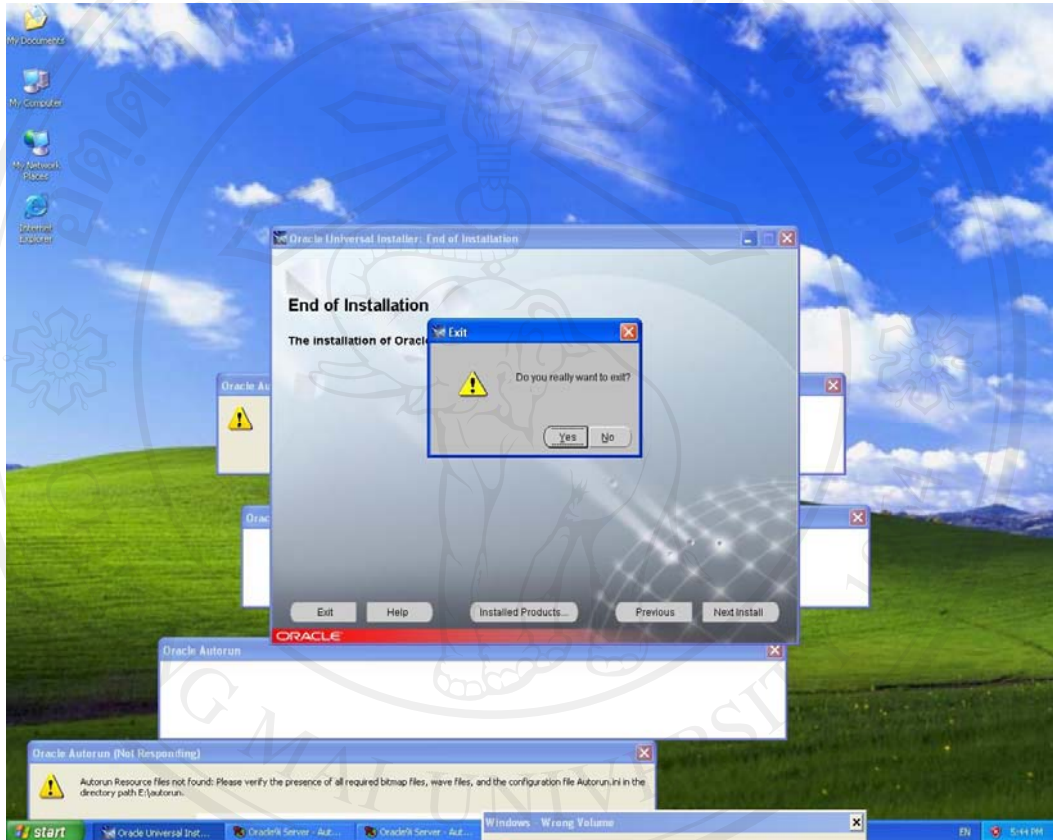 My Documents
My Computer
My Network
Places
Internet
Explorer
Oracle Universal Installer: End of Installation
End of Installation
The installation of Oracl
Exit
Do you really want to exit?
Yes No
Oracle Au
Orac
Exit Help Installed Products... Previous Next Install
ORACLE
Oracle Autorun
Oracle Autorun (Not Responding)
Autorun Resource files not found: Please verify the presence of all required bitmap files, wave files, and the configuration file Autorun.ini in the
directory path E:\autorun.
Windows - Wrong Volume
start Oracle Universal Inst... Oracle9i Server - Aut... Oracle9i Server - Aut... EN 5:44 PM